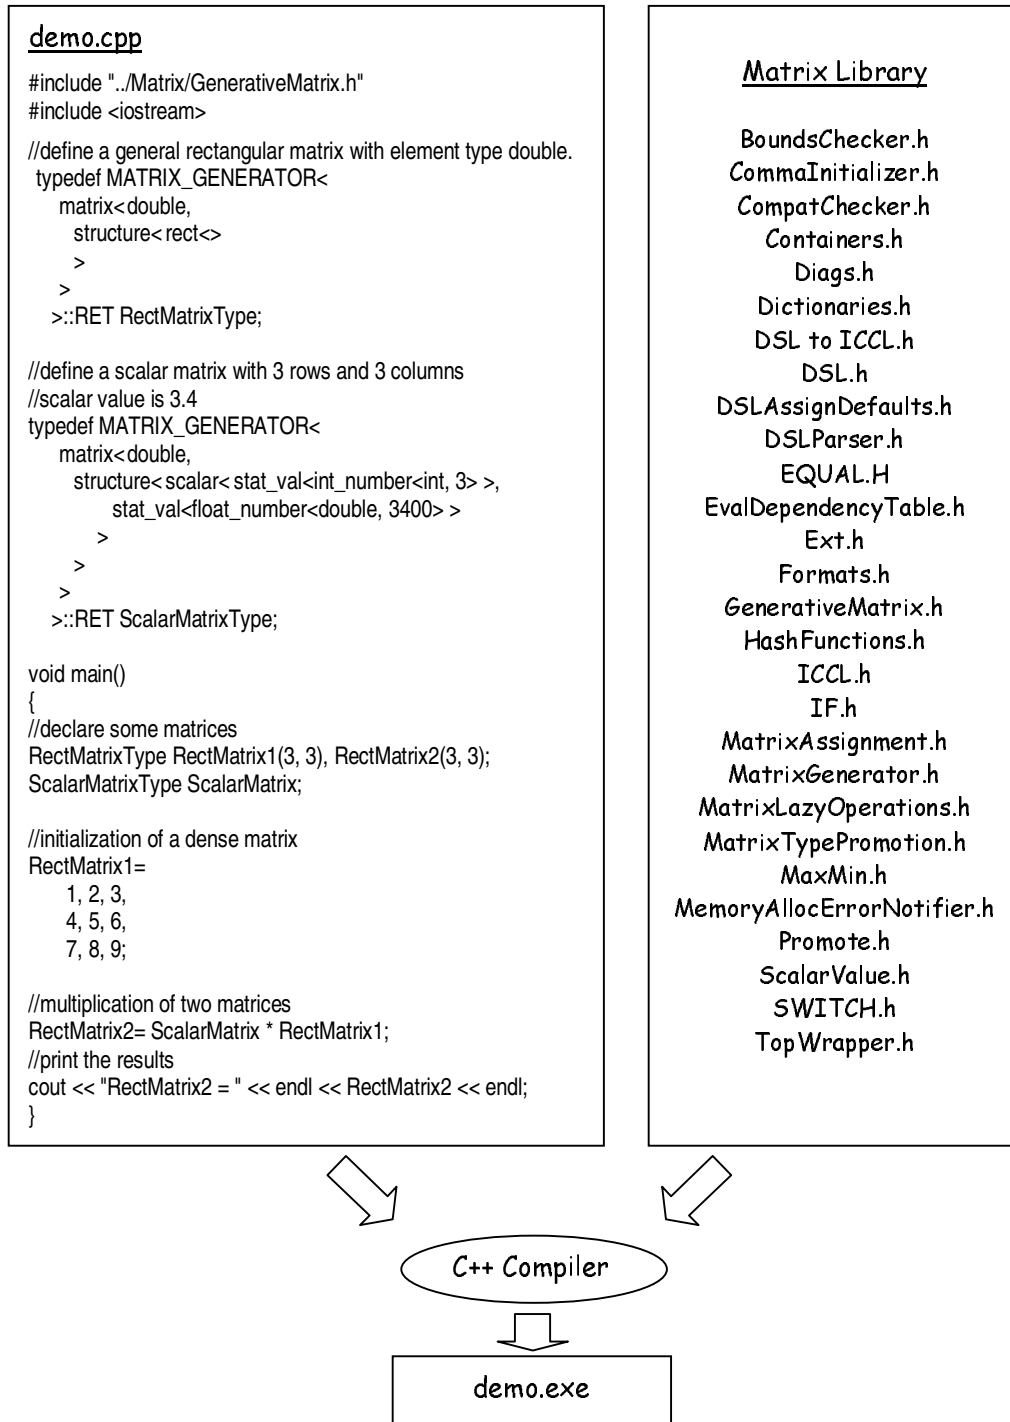 demo.cpp
#include "../Matrix/GenerativeMatrix.h"
#include <iostream>
//define a general rectangular matrix with element type double.
typedef MATRIX_GENERATOR<
matrix<double,
structure< rect<>
>
>
>::RET RectMatrixType;
//define a scalar matrix with 3 rows and 3 columns
//scalar value is 3.4
typedef MATRIX_GENERATOR<
matrix<double,
structure< scalar< stat_val<int_number<int, 3> >,
stat_val<float_number<double, 3400> >
>
>
>
>::RET ScalarMatrixType;
void main()
{
//declare some matrices
RectMatrixType RectMatrix1(3, 3), RectMatrix2(3, 3);
ScalarMatrixType ScalarMatrix;
//initialization of a dense matrix
RectMatrix1=
1, 2, 3,
4, 5, 6,
7, 8, 9;
//multiplication of two matrices
RectMatrix2= ScalarMatrix * RectMatrix1;
//print the results
cout << "RectMatrix2 = " << endl << RectMatrix2 << endl;
}
Matrix Library
BoundsChecker.h
CommaInitializer.h
CompatChecker.h
Containers.h
Diags.h
Dictionaries.h
DSL to ICCL.h
DSL.h
DSLAssignDefaults.h
DSLParser.h
EQUAL.H
EvalDependencyTable.h
Ext.h
Formats.h
GenerativeMatrix.h
HashFunctions.h
ICCL.h
IF.h
MatrixAssignment.h
MatrixGenerator.h
MatrixLazyOperations.h
MatrixTypePromotion.h
MaxMin.h
MemoryAllocErrorNotifier.h
Promote.h
ScalarValue.h
SWITCH.h
TopWrapper.h
C++ Compiler
demo.exe